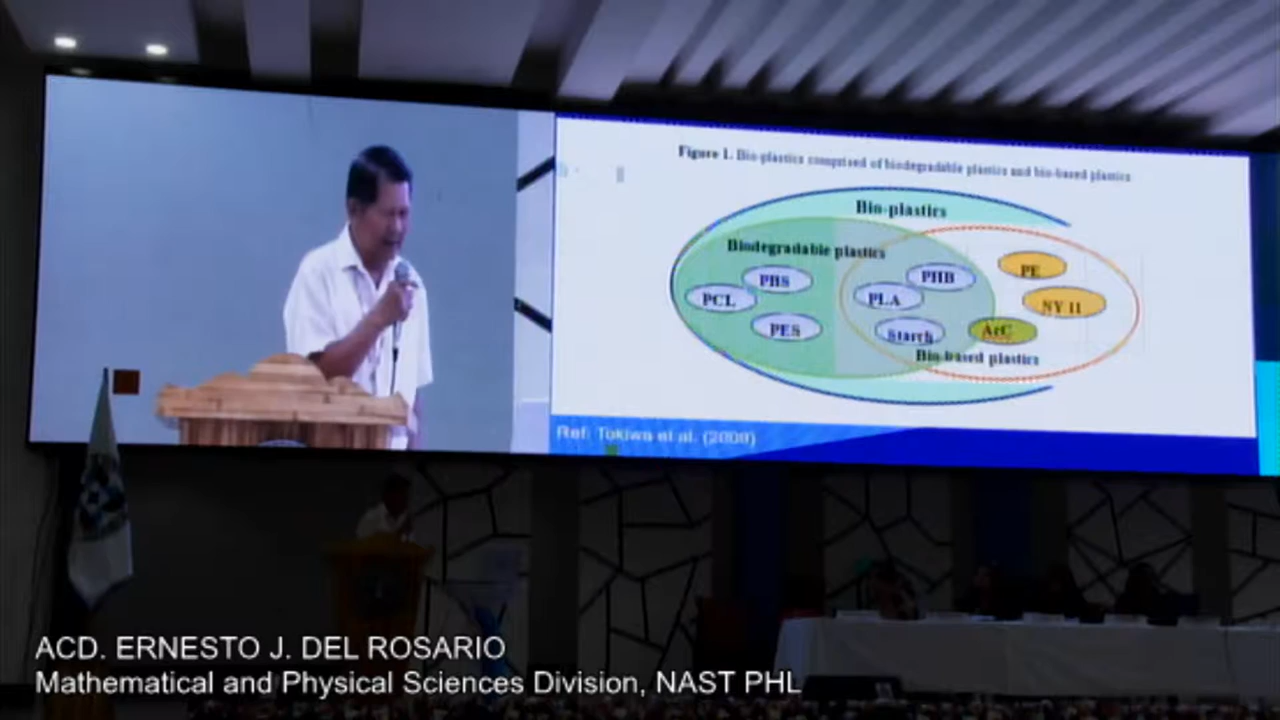 Figure 1. Bio-plastics comprised of biodegradable plastics and bio-based plastics
Bio-plastics
Biodegradable plastics
PBS
PHB
PE
PCL
PLA
NY 11
PES
Starch
AcC
Bio-based plastics
Ref: Tokiwa et al. (2009)
ACD. ERNESTO J. DEL ROSARIO
Mathematical and Physical Sciences Division, NAST PHL